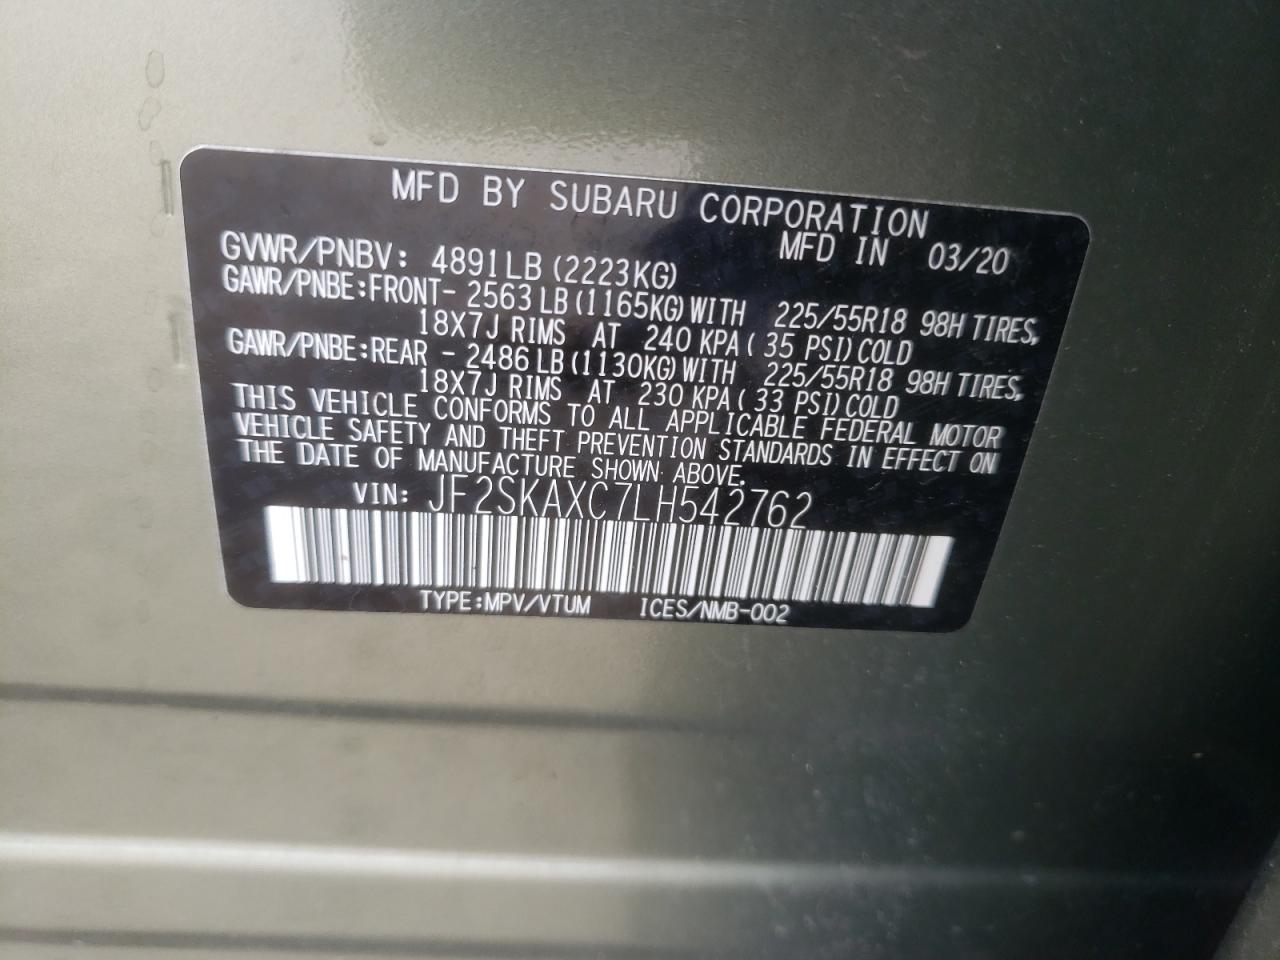 MFD BY SUBARU CORPORATION
MFD IN 03/20
GVWR/PNBV: 4891LB(2223KG)
GAWR/PNBE:FRONT- 2563LB(1165KG)WITH 225/55R18 98H TIRES,
18X7J RIMS AT 240 KPA( 35 PSI)COLD
GAWR/PNBE:REAR - 2486LB(1130KG)WITH 225/55R18 98H TIRES,
18X7J RIMS AT 230 KPA( 33 PSI)COLD
THIS VEHICLE CONFORMS TO ALL APPLICABLE FEDERAL MOTOR
VEHICLE SAFETY AND THEFT PREVENTION STANDARDS IN EFFECT ON
THE DATE OF MANUFACTURE SHOWN ABOVE.
VIN: JF2SKAXC7LH542762
TYPE:MPV/VTUM ICES/NMB-002